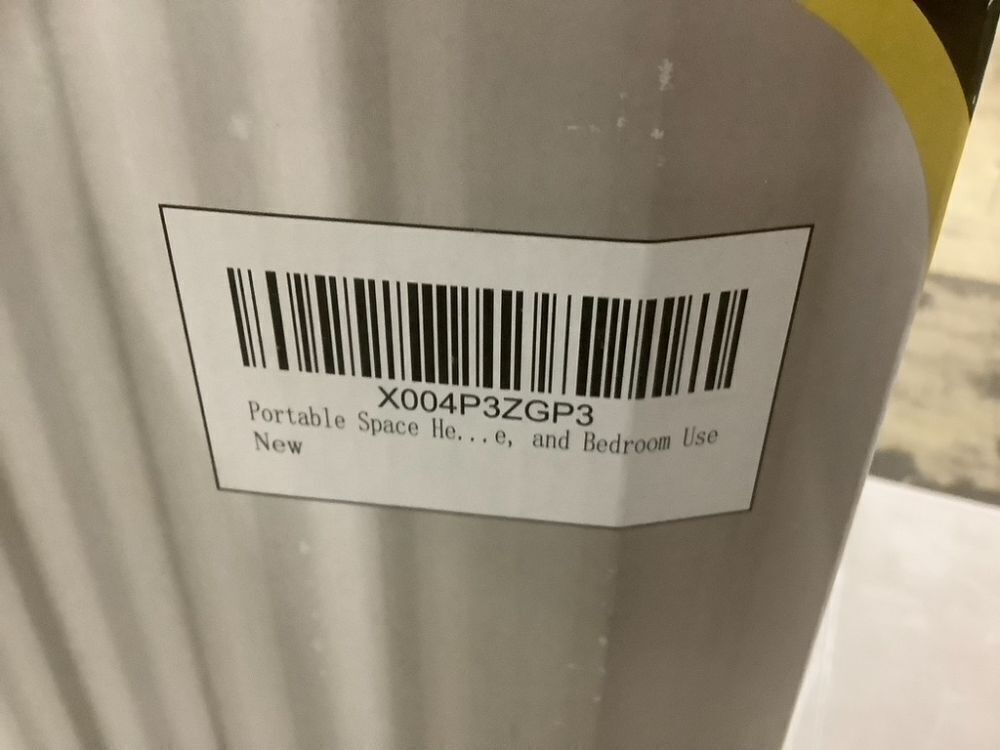 X004P3ZGP3
Portable Space He...e, and Bedroom Use
New